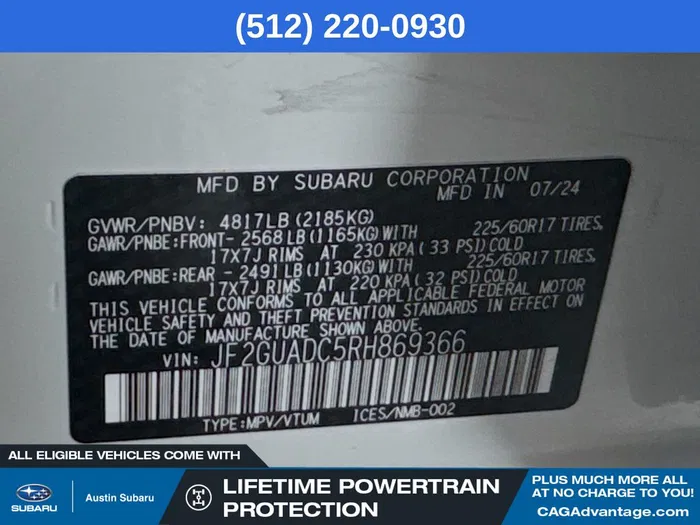 (512) 220-0930
MFD BY SUBARU CORPORATION
MFD IN 07/24
GVWR/PNBV: 4817LB (2185KG)
GAWR/PNBE:FRONT- 2568LB (1165KG)WITH 225/60R17 TIRES,
17X7J RIMS AT 230 KPA (33 PSI)COLD
GAWR/PNBE:REAR - 2491LB (1130KG)WITH 225/60R17 TIRES,
17X7J RIMS AT 220 KPA (32 PSI)COLD
THIS VEHICLE CONFORMS TO ALL APPLICABLE FEDERAL MOTOR
VEHICLE SAFETY AND THEFT PREVENTION STANDARDS IN EFFECT ON
THE DATE OF MANUFACTURE SHOWN ABOVE.
VIN: JF2GUADC5RH869366
TYPE:MPV/VTUM ICES/NMB-002
ALL ELIGIBLE VEHICLES COME WITH
SUBARU
Austin Subaru
LIFETIME POWERTRAIN
PROTECTION
PLUS MUCH MORE ALL
AT NO CHARGE TO YOU!
CAGAdvantage.com